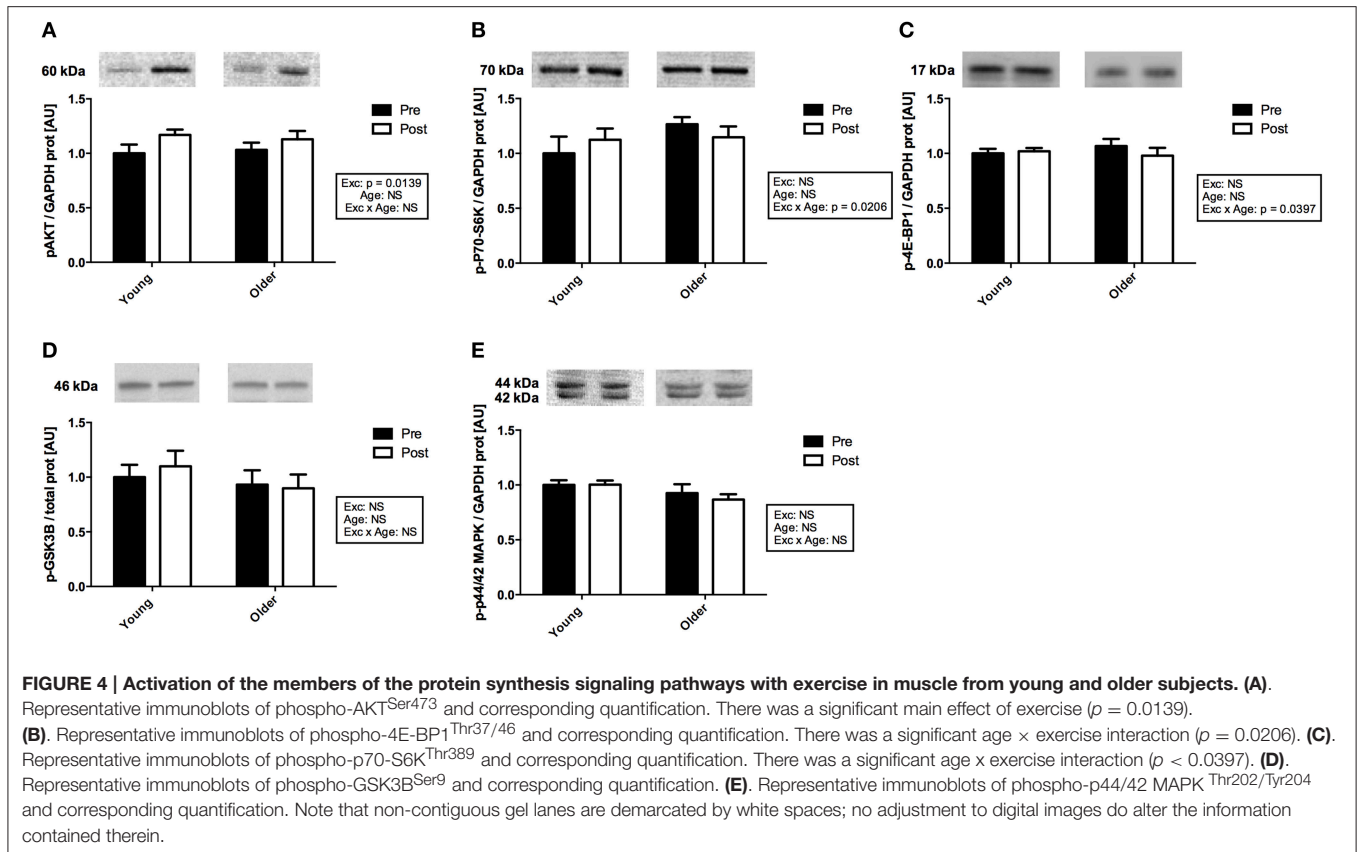 A
60 kDa
pAKT / GAPDH prot [AU]
1.5
1.0
0.5
0.0
Young
Older
Pre
Post
Exc: p = 0.0139
Age: NS
Exc x Age: NS
B
70 kDa
p-P70-S6K / GAPDH prot [AU]
1.5
1.0
0.5
0.0
Young
Older
Pre
Post
Exc: NS
Age: NS
Exc x Age: p = 0.0206
C
17 kDa
p-4E-BP1 / GAPDH prot [AU]
1.5
1.0
0.5
0.0
Young
Older
Pre
Post
Exc: NS
Age: NS
Exc x Age: p = 0.0397
D
46 kDa
p-GSK3B / total prot [AU]
1.5
1.0
0.5
0.0
Young
Older
Pre
Post
Exc: NS
Age: NS
Exc x Age: NS
E
44 kDa
42 kDa
p-p44/42 MAPK / GAPDH prot [AU]
1.5
1.0
0.5
0.0
Young
Older
Pre
Post
Exc: NS
Age: NS
Exc x Age: NS
FIGURE 4 | Activation of the members of the protein synthesis signaling pathways with exercise in muscle from young and older subjects. (A).
Representative immunoblots of phospho-AKTSer473 and corresponding quantification. There was a significant main effect of exercise (p = 0.0139).
(B). Representative immunoblots of phospho-4E-BP1Thr37/46 and corresponding quantification. There was a significant age × exercise interaction (p = 0.0206). (C).
Representative immunoblots of phospho-p70-S6KThr389 and corresponding quantification. There was a significant age x exercise interaction (p < 0.0397). (D).
Representative immunoblots of phospho-GSK3BSer9 and corresponding quantification. (E). Representative immunoblots of phospho-p44/42 MAPK Thr202/Tyr204
and corresponding quantification. Note that non-contiguous gel lanes are demarcated by white spaces; no adjustment to digital images do alter the information
contained therein.